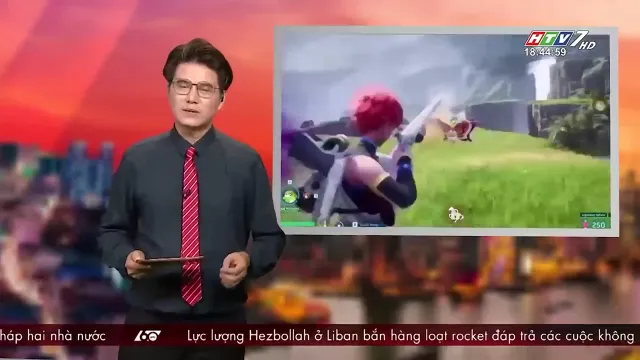 HTV7 HD
18:44:59
250
háp hai nhà nước 60 Lực lượng Hezbollah ở Liban bắn hàng loạt rocket đáp trả các cuộc không